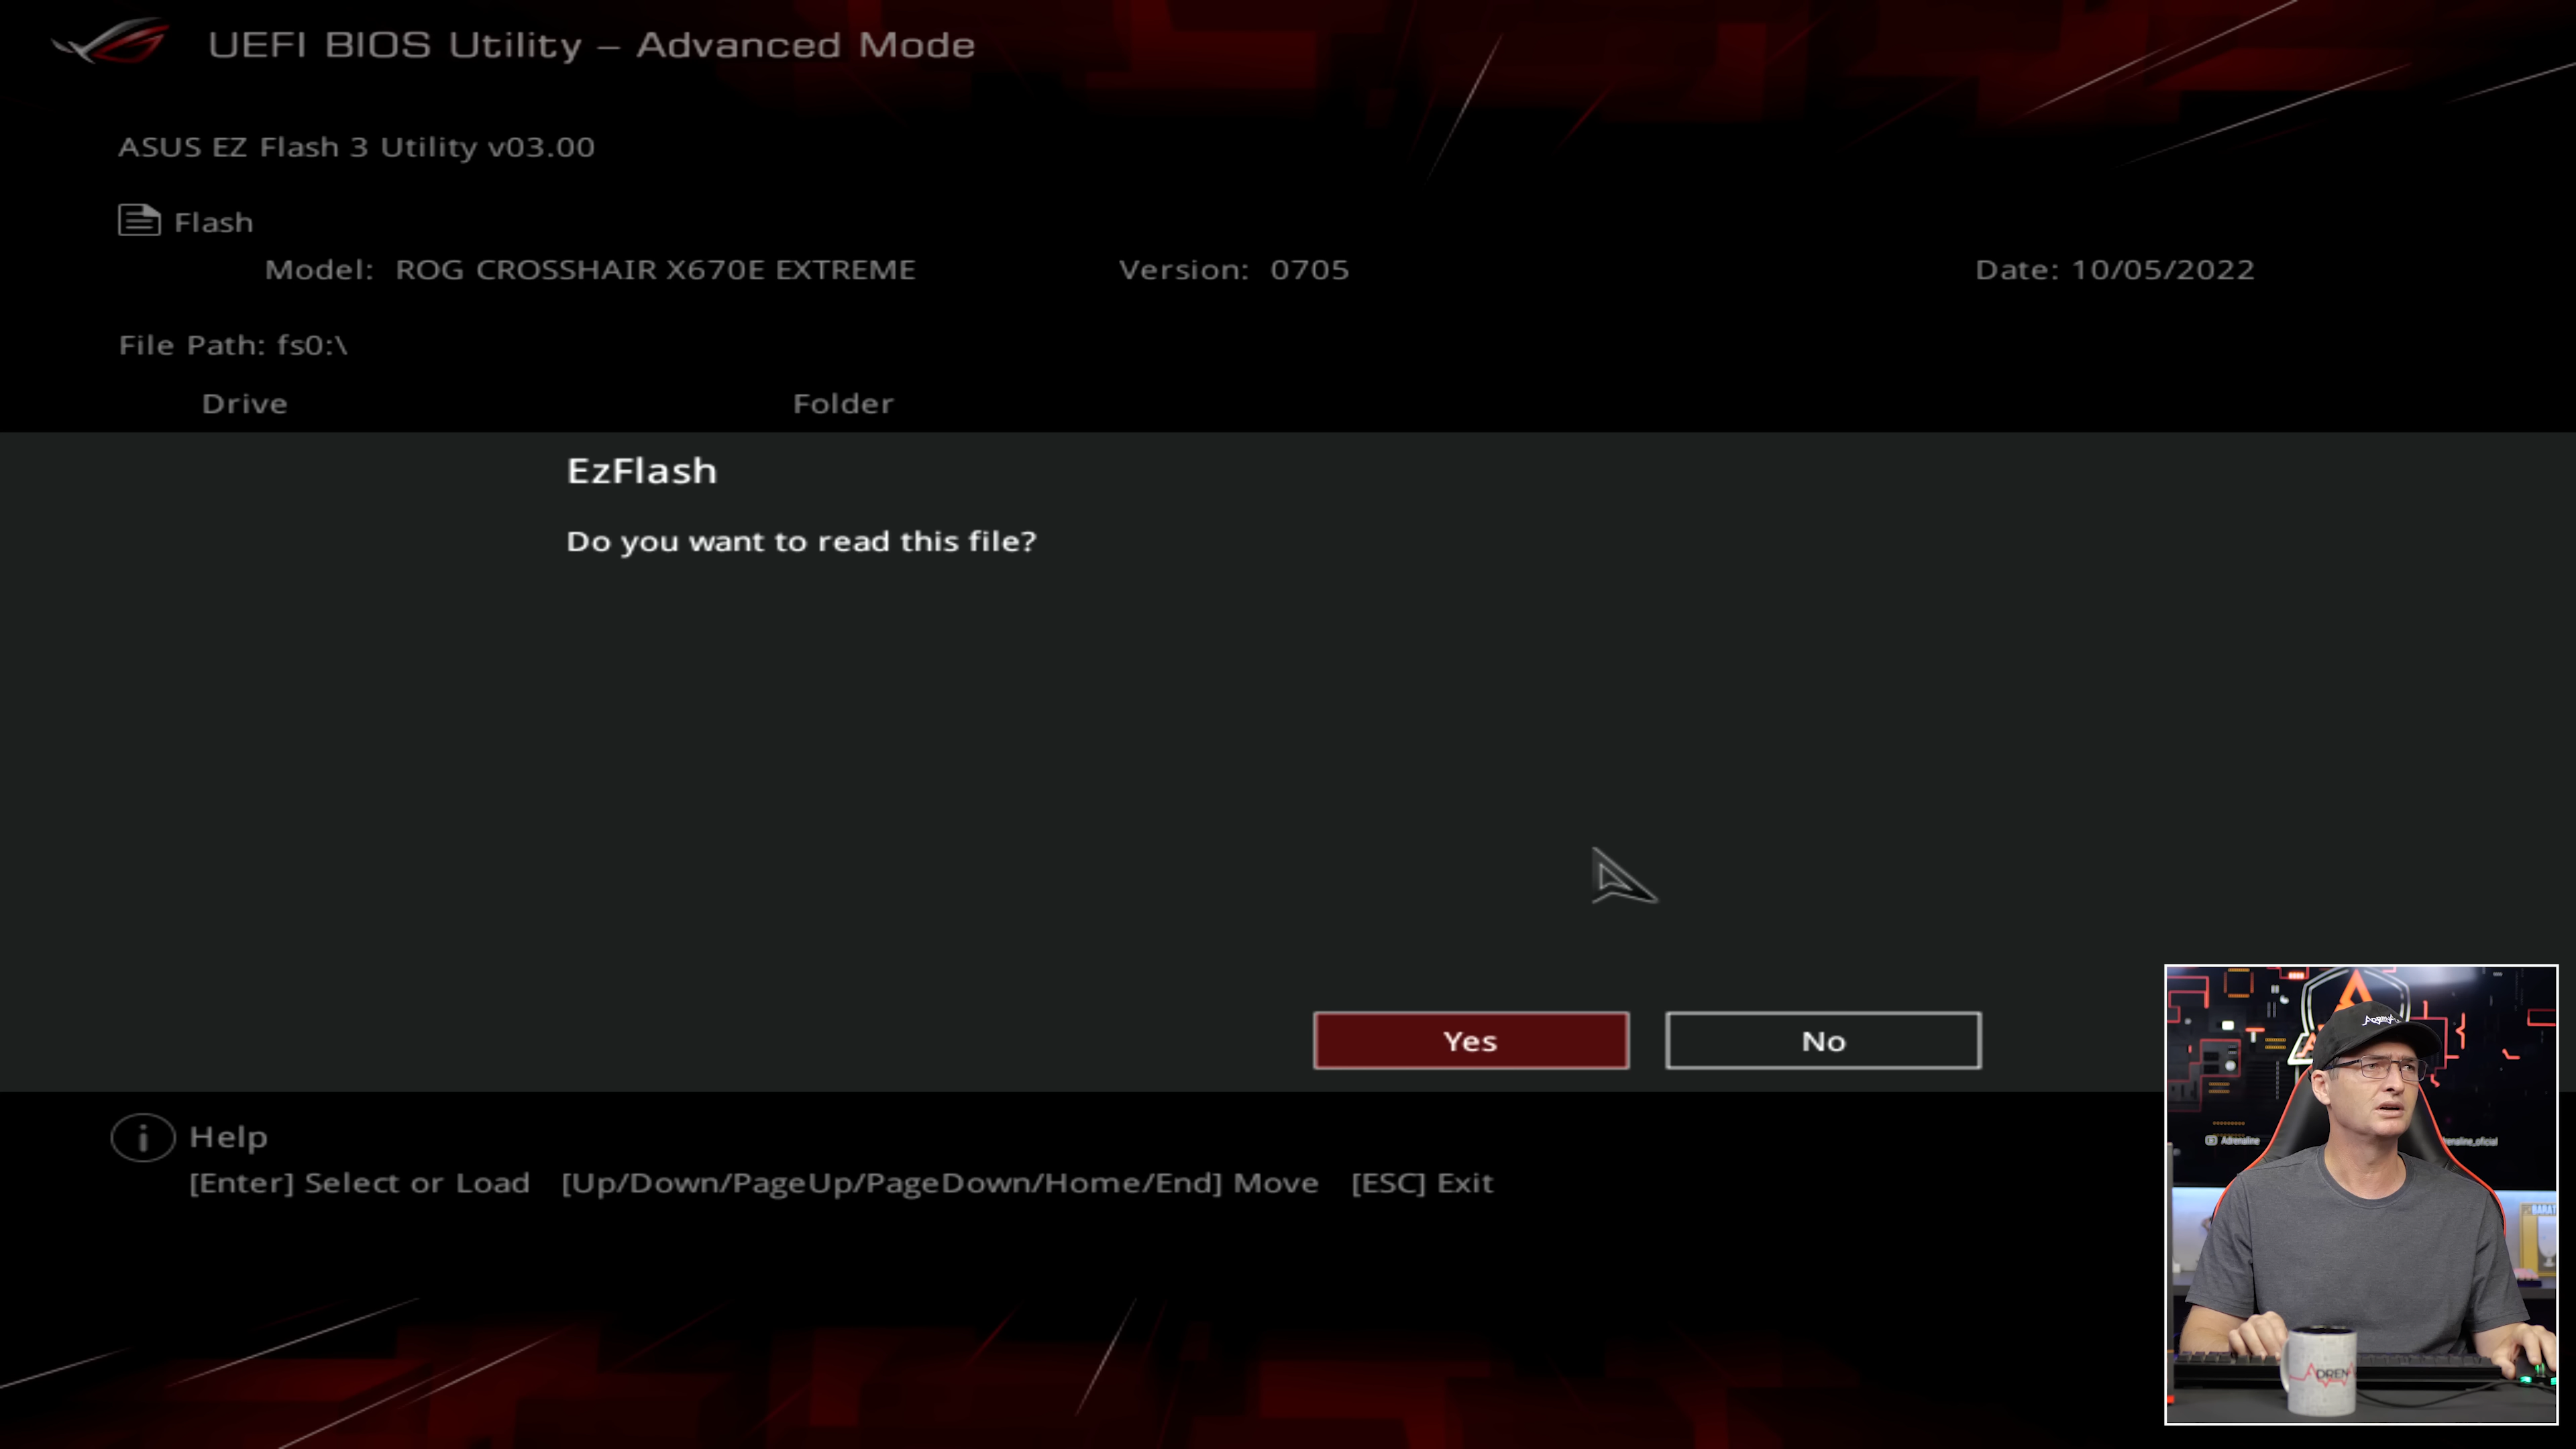 UEFI BIOS Utility – Advanced Mode
ASUS EZ Flash 3 Utility v03.00
Flash
Model: ROG CROSSHAIR X670E EXTREME Version: 0705 Date: 10/05/2022
File Path: fs0:\
Drive Folder
EzFlash
Do you want to read this file?
Yes No
Help
[Enter] Select or Load [Up/Down/PageUp/PageDown/Home/End] Move [ESC] Exit
Adrenaline